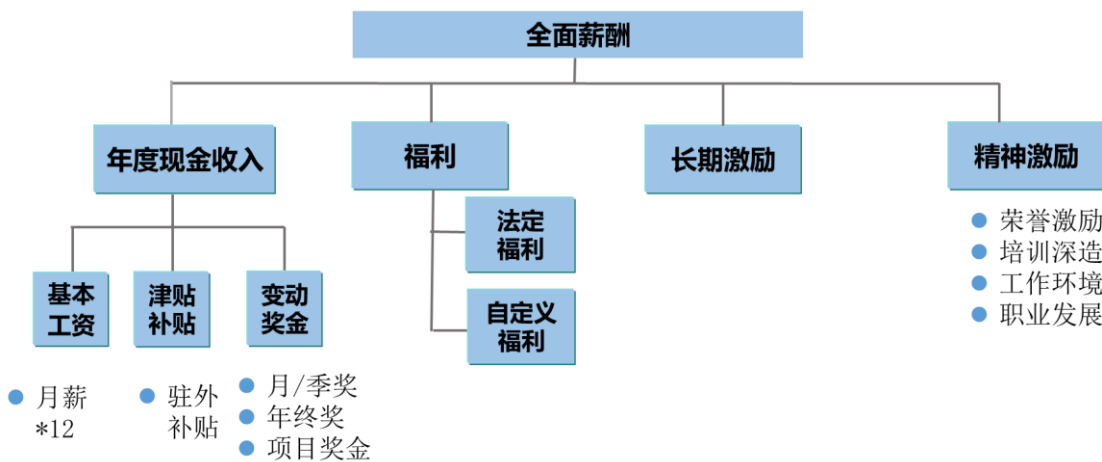 全面薪酬
年度现金收入
福利
长期激励
精神激励
法定
福利
自定义
福利
基本
工资
津贴
补贴
变动
奖金
荣誉激励
培训深造
工作环境
职业发展
月薪
*12
驻外
补贴
月/季奖
年终奖
项目奖金